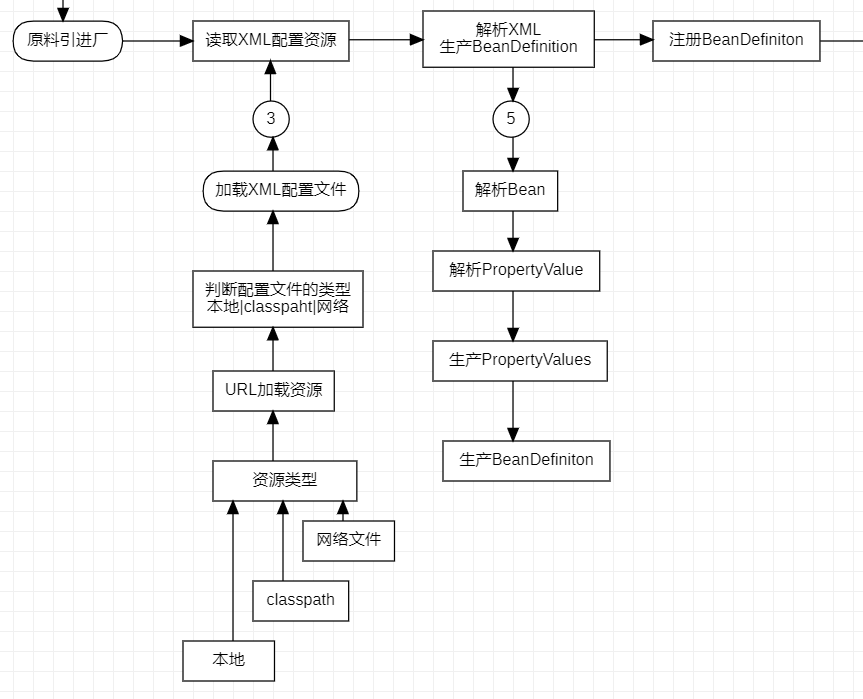 原料引进厂
读取XML配置资源
解析XML
生产BeanDefinition
注册BeanDefiniton
3
5
加载XML配置文件
解析Bean
判断配置文件的类型
本地|classpaht|网络
解析PropertyValue
URL加载资源
生产PropertyValues
资源类型
生产BeanDefiniton
网络文件
classpath
本地